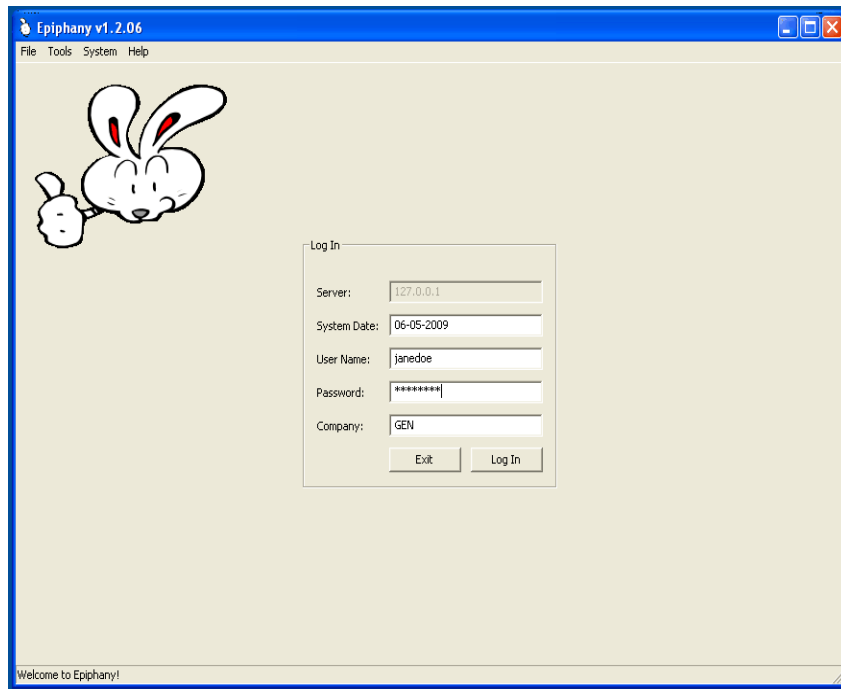 Epiphany v1.2.06
File Tools System Help
Log In
Server: 127.0.0.1
System Date: 06-05-2009
User Name: janedoe
Password: ********
Company: GEN
Exit Log In
Welcome to Epiphany!